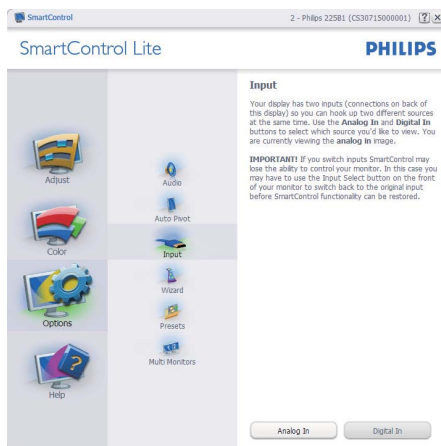 SmartControl
2 - Philips 225B1 (CS30715000001)
SmartControl Lite
PHILIPS
Adjust
Color
Options
Help
Audio
Auto Pivot
Input
Wizard
Presets
Multi Monitors
Input
Your display has two inputs (connections on back of
this display) so you can hook up two different sources
at the same time. Use the Analog In and Digital In
buttons to select which source you'd like to view. You
are currently viewing the analog in image.
IMPORTANT! If you switch inputs SmartControl may
lose the ability to control your monitor. In this case you
may have to use the Input Select button on the front
of your monitor to switch back to the original input
before SmartControl functionality can be restored.
Analog In
Digital In